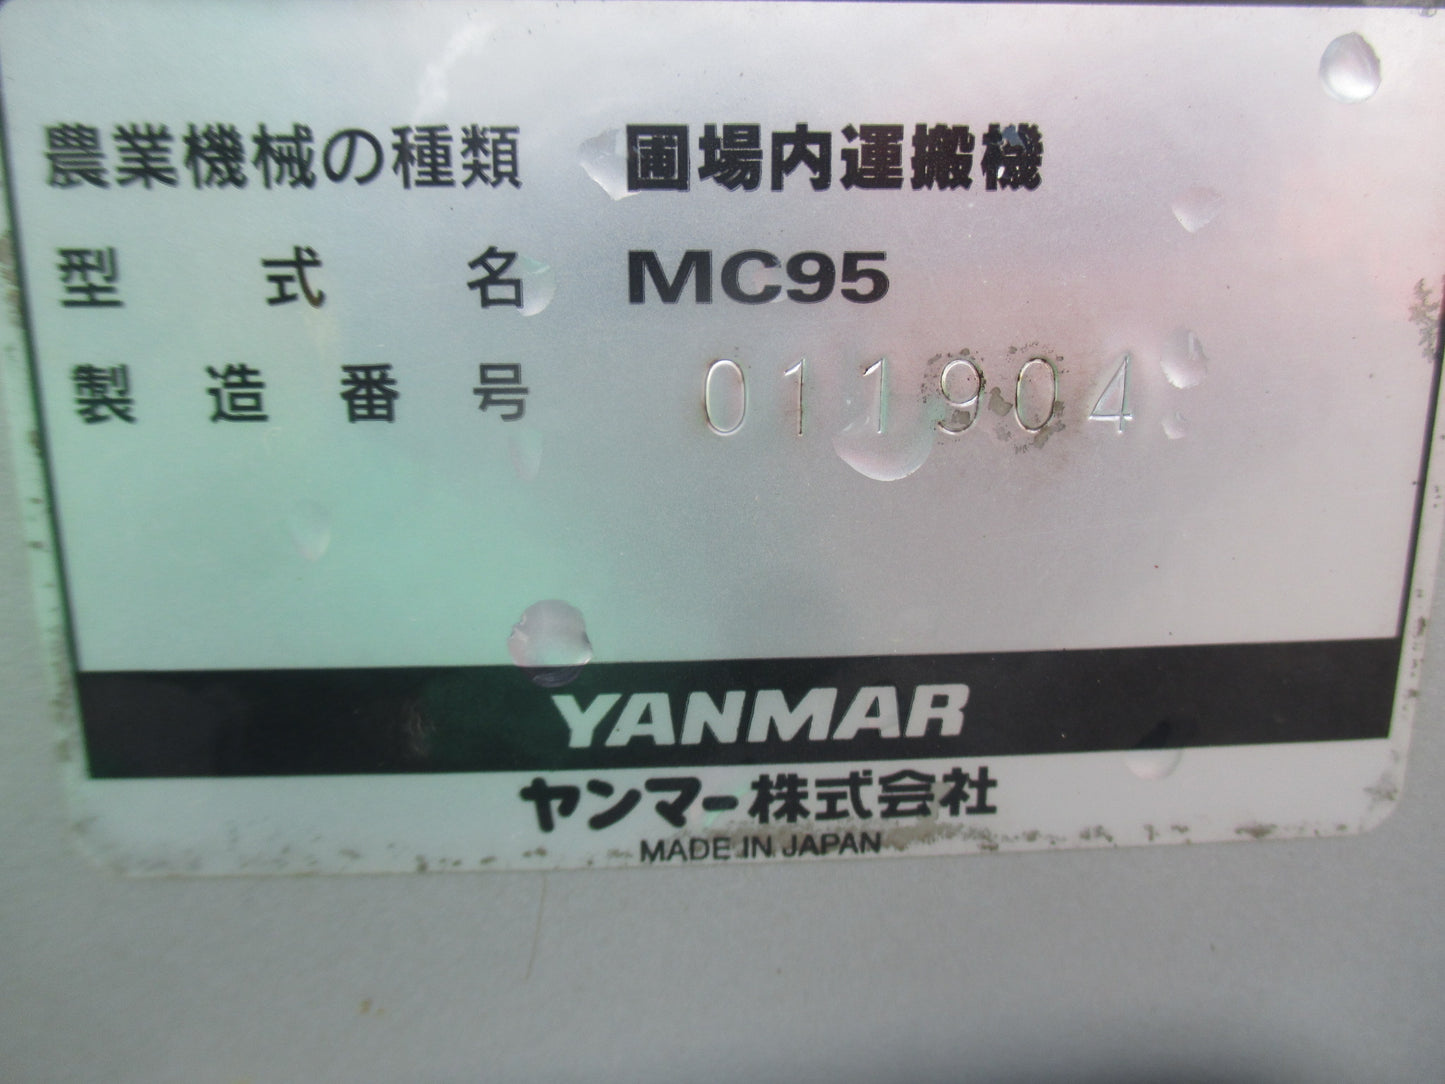 農業機械の種類 圃場内運搬機
型式名 MC95
製造番号 011904
YANMAR
ヤンマー株式会社
MADE IN JAPAN